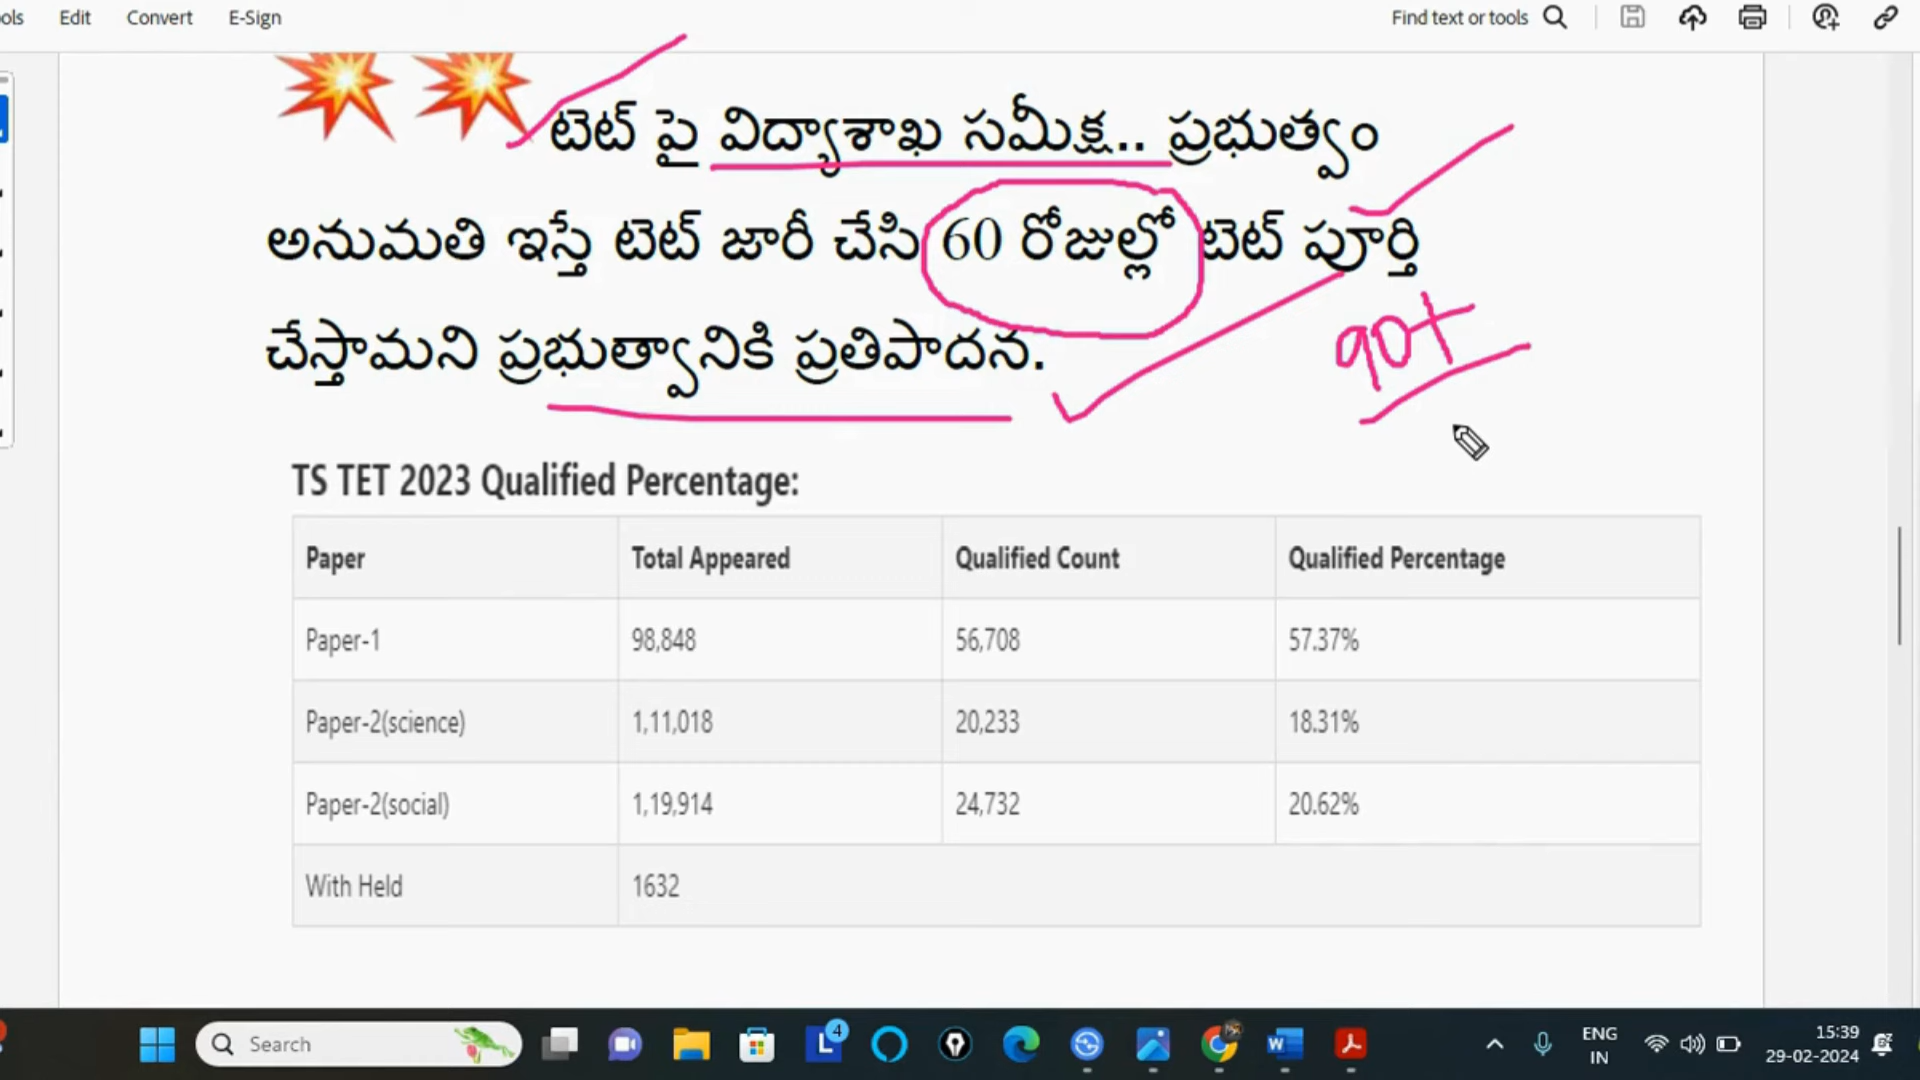 ols Edit Convert E-Sign Find text or tools
టెట్ పై విద్యాశాఖ సమీక్ష.. ప్రభుత్వం
అనుమతి ఇస్తే టెట్ జారీ చేసి 60 రోజుల్లో టెట్ పూర్తి
చేస్తామని ప్రభుత్వానికి ప్రతిపాదన.
90+
TS TET 2023 Qualified Percentage:
Paper Total Appeared Qualified Count Qualified Percentage
Paper-1 98,848 56,708 57.37%
Paper-2(science) 1,11,018 20,233 18.31%
Paper-2(social) 1,19,914 24,732 20.62%
With Held 1632
Search 4 ENG 15:39
IN 29-02-2024